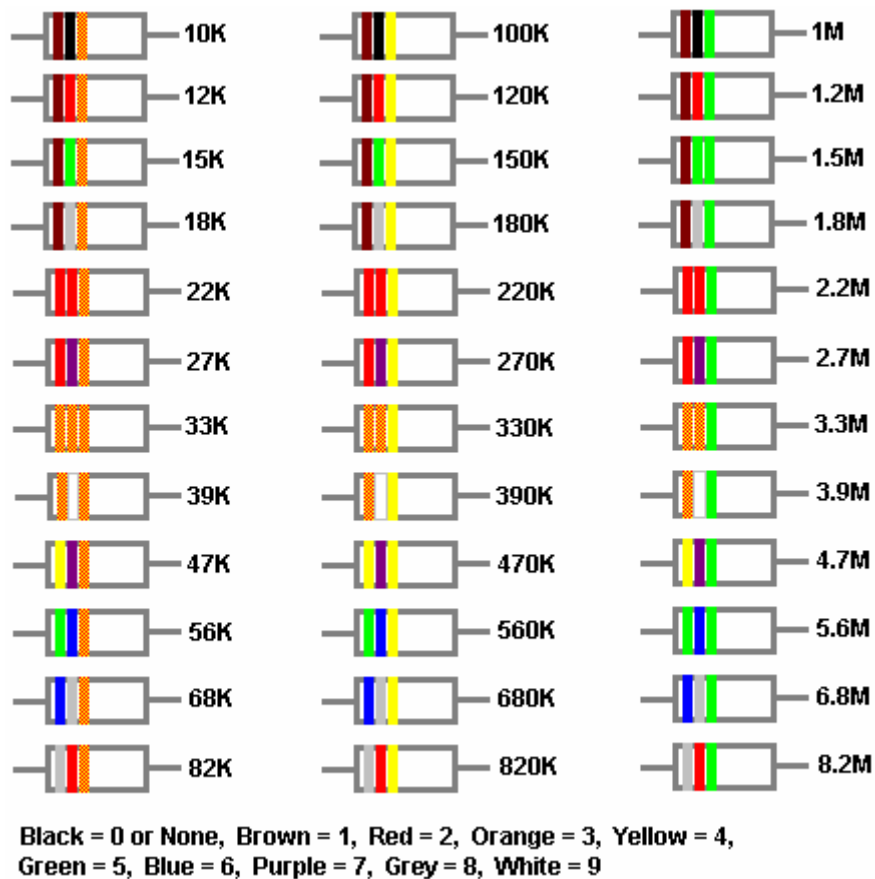 10K 100K 1M
12K 120K 1.2M
15K 150K 1.5M
18K 180K 1.8M
22K 220K 2.2M
27K 270K 2.7M
33K 330K 3.3M
39K 390K 3.9M
47K 470K 4.7M
56K 560K 5.6M
68K 680K 6.8M
82K 820K 8.2M
Black = 0 or None, Brown = 1, Red = 2, Orange = 3, Yellow = 4,
Green = 5, Blue = 6, Purple = 7, Grey = 8, White = 9